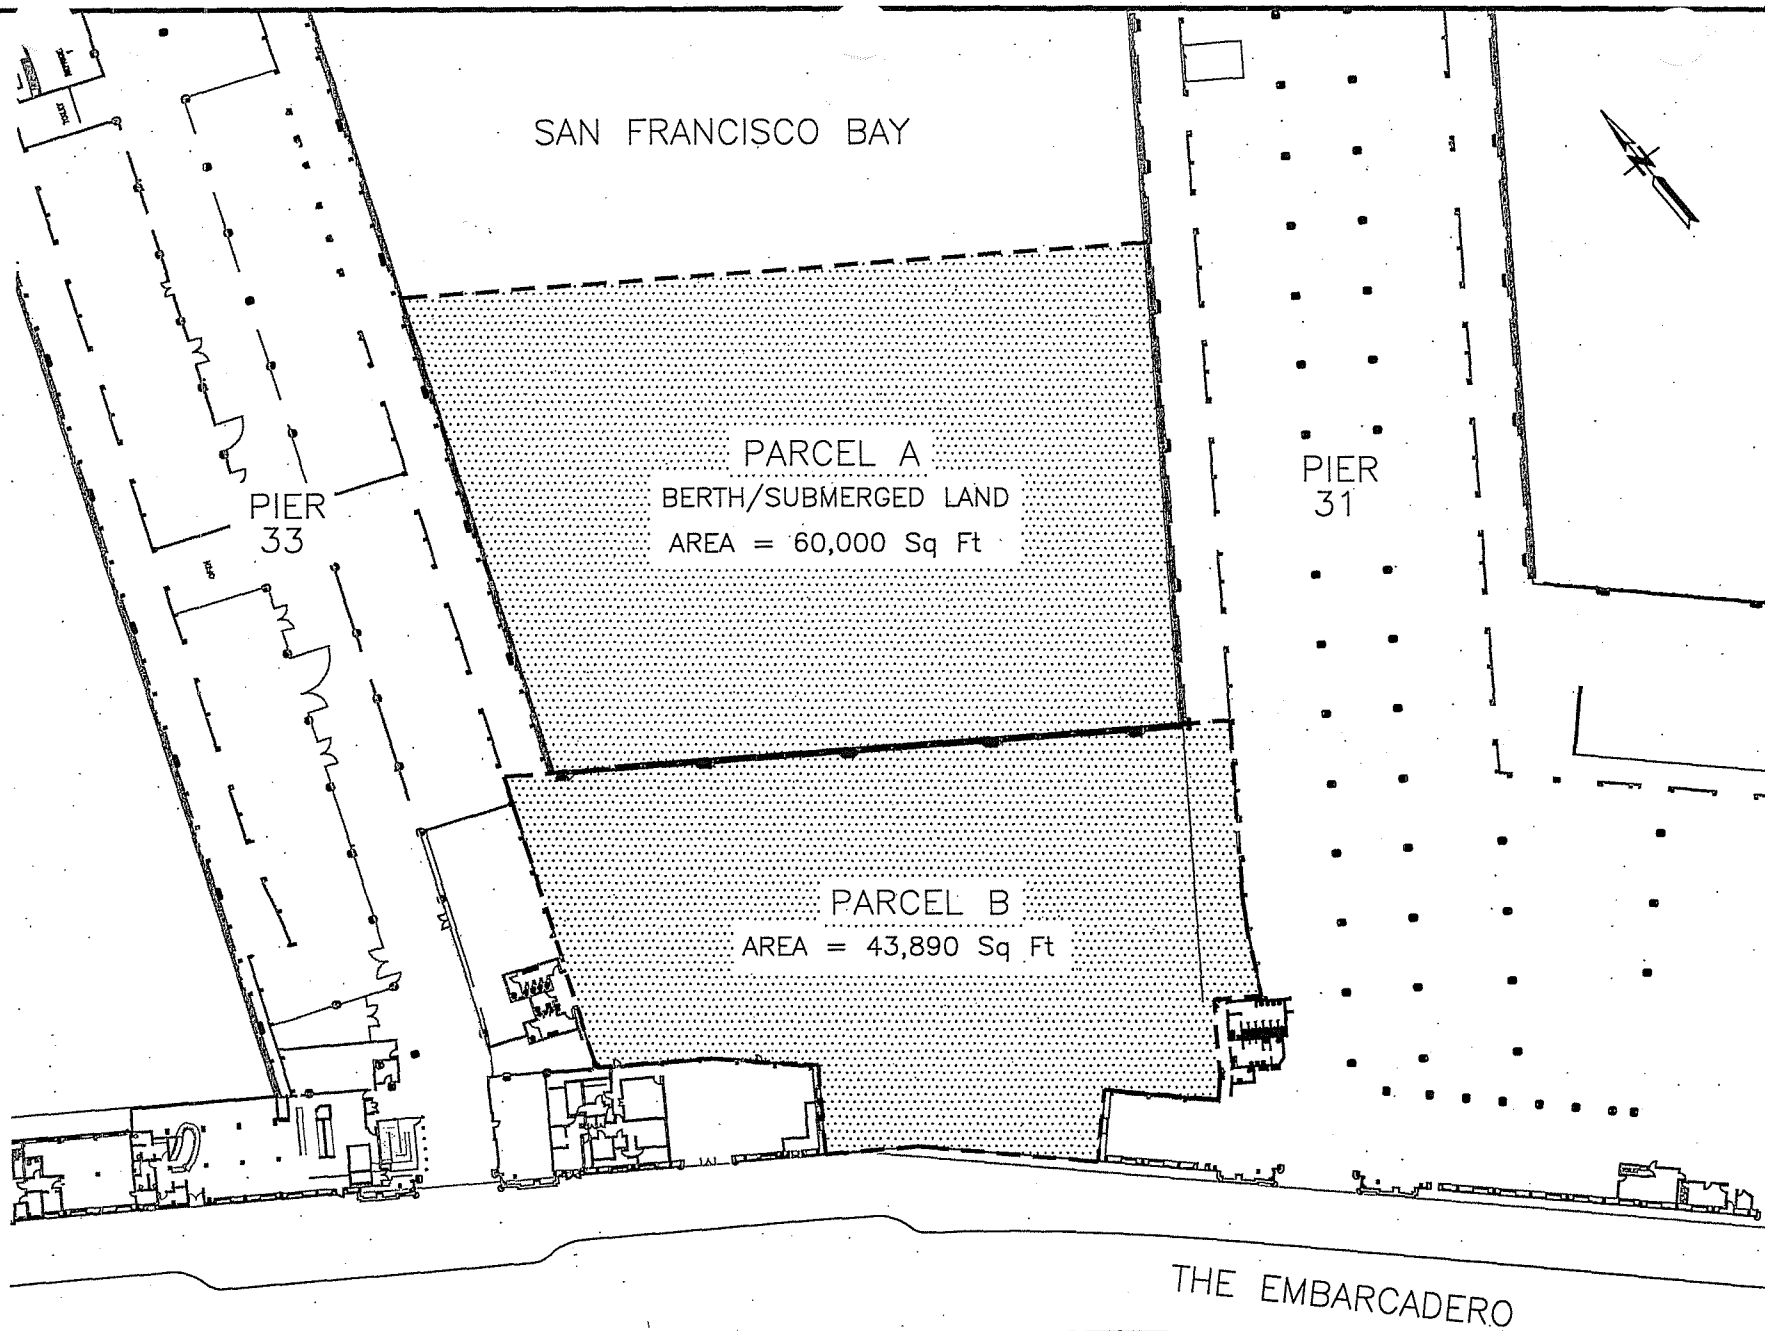 SAN FRANCISCO BAY
PARCEL A
BERTH/SUBMERGED LAND
AREA = 60,000 Sq Ft
PIER
31
PIER
33
PARCEL B
AREA = 43,890 Sq Ft
THE EMBARCADERO